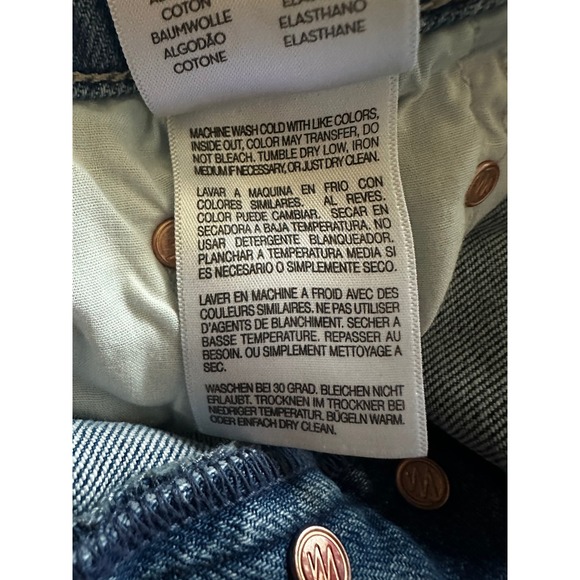 COTON
BAUMWOLLE
ALGODÃO
COTONE
ELASTHANNE
ELASTHAN
ELASTHANE
MACHINE WASH COLD WITH LIKE COLORS,
INSIDE OUT, COLOR MAY TRANSFER, DO
NOT BLEACH. TUMBLE DRY LOW, IRON
MEDIUM IF NECESSARY, OR JUST DRY CLEAN.
LAVAR A MAQUINA EN FRIO CON
COLORES SIMILARES. AL REVES.
COLOR PUEDE CAMBIAR. SECAR EN
SECADORA A BAJA TEMPERATURA. NO
USAR DETERGENTE BLANQUEADOR.
PLANCHAR A TEMPERATURA MEDIA SI
ES NECESARIO O SIMPLEMENTE SECO.
LAVER EN MACHINE A FROID AVEC DES
COULEURS SIMILAIRES. NE PAS UTILISER
D'AGENTS DE BLANCHIMENT. SECHER A
BASSE TEMPERATURE. REPASSER AU
BESOIN. OU SIMPLEMENT METTOYAGE A
SEC.
WASCHEN BEI 30 GRAD. BLEICHEN NICHT
ERLAUBT. TROCKNEN IM TROCKNER BEI
NIEDRIGER TEMPERATUR. BÜGELN WARM.
ODER EINFACH DRY CLEAN.